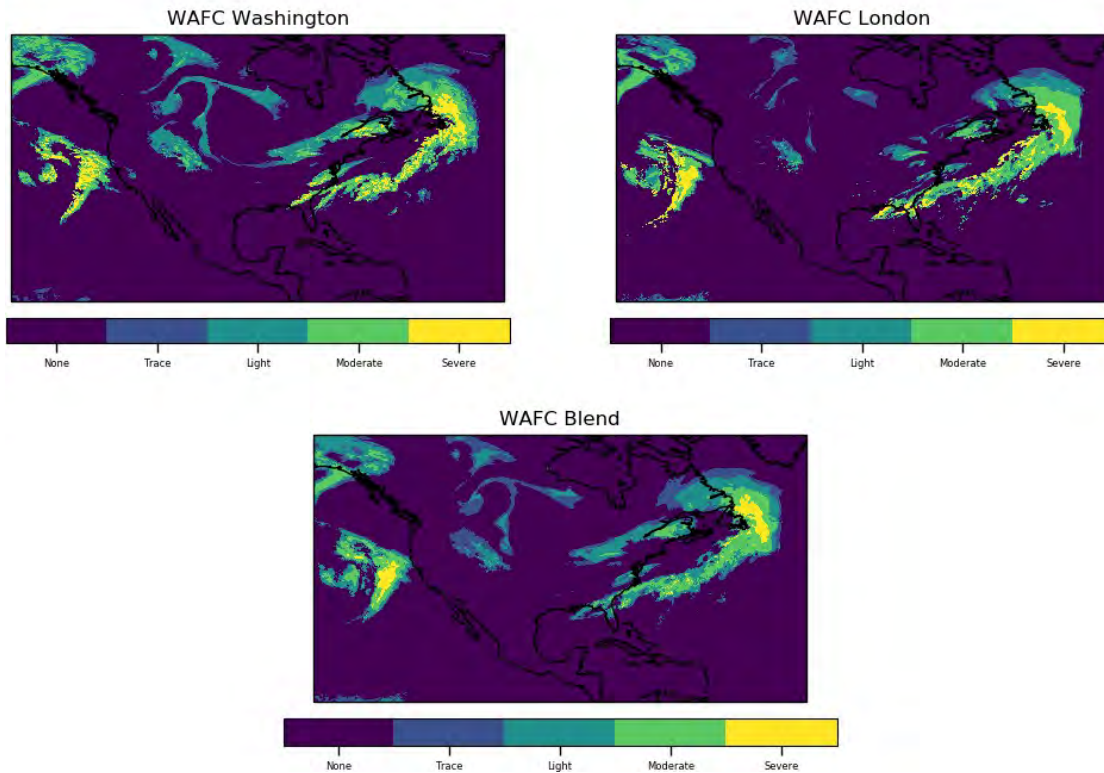 WAFC Washington
WAFC London
None Trace Light Moderate Severe
None Trace Light Moderate Severe
WAFC Blend
None Trace Light Moderate Severe